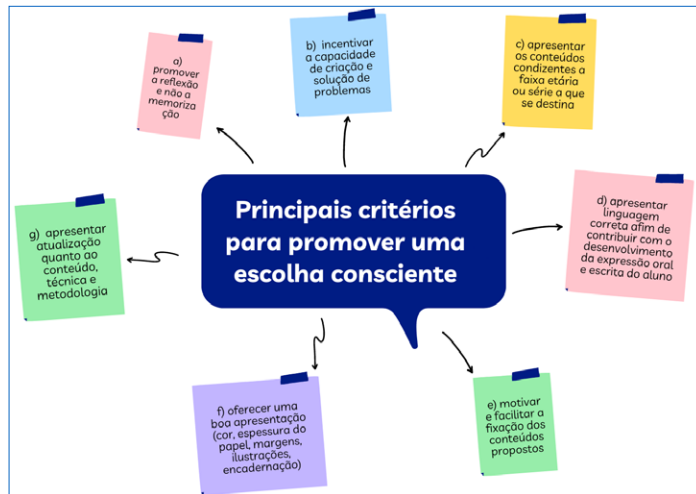 Principais critérios
para promover uma
escolha consciente
a)
promover
a reflexão
e não a
memoriza
ção
b) incentivar
a capacidade
de criação e
solução de
problemas
c) apresentar
os conteúdos
condizentes a
faixa etária
ou série a que
se destina
d) apresentar
linguagem
correta afim de
contribuir com o
desenvolvimento
da expressão oral
e escrita do aluno
e) motivar
e facilitar a
fixação dos
conteúdos
propostos
f) oferecer uma
boa apresentação
(cor, espessura do
papel, margens,
ilustrações,
encadernação)
g) apresentar
atualização
quanto ao
conteúdo,
técnica e
metodologia